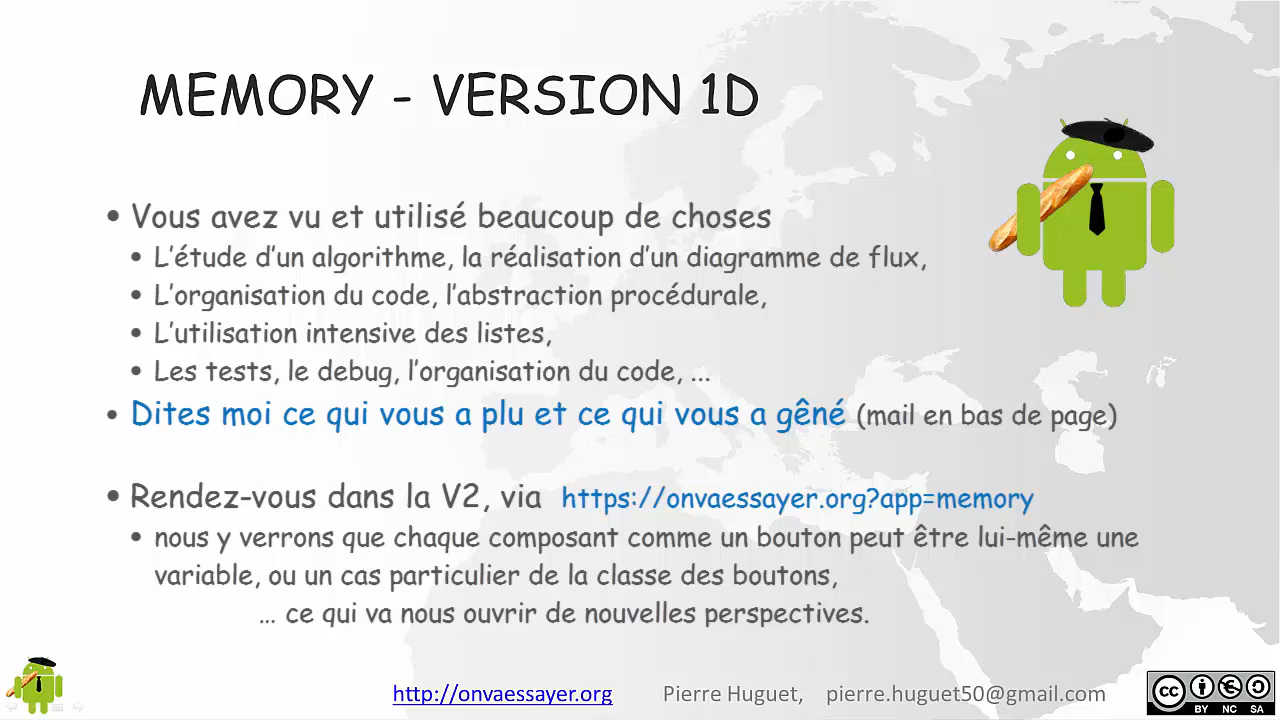 MEMORY - VERSION 1D
• Vous avez vu et utilisé beaucoup de choses
• L'étude d'un algorithme, la réalisation d'un diagramme de flux,
• L'organisation du code, l'abstraction procédurale,
• L'utilisation intensive des listes,
• Les tests, le debug, l'organisation du code, ...
• Dites moi ce qui vous a plu et ce qui vous a gêné (mail en bas de page)
• Rendez-vous dans la V2, via https://onvaessayer.org?app=memory
• nous y verrons que chaque composant comme un bouton peut être lui-même une
variable, ou un cas particulier de la classe des boutons,
... ce qui va nous ouvrir de nouvelles perspectives.
http://onvaessayer.org Pierre Huguet, pierre.huguet50@gmail.com
cc BY NC SA